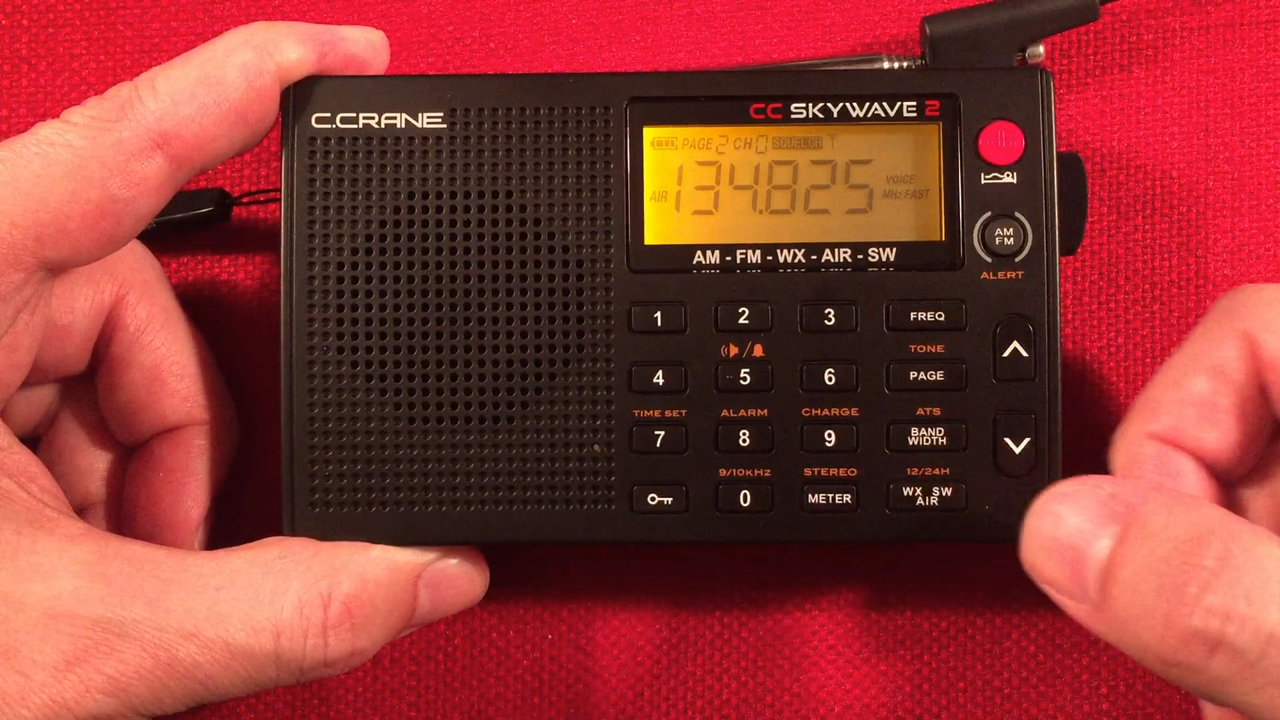 C.CRANE
CC SKYWAVE 2
PAGE 2 CH 0 SQUELCH
AIR 134.825 VOICE
MHz FAST
AM - FM - WX - AIR - SW
AM
FM
ALERT
1 2 3 FREQ
TONE
4 5 6 PAGE
TIME SET ALARM CHARGE ATS
7 8 9 BAND
WIDTH
9/10KHZ STEREO 12/24H
0 METER WX SW
AIR